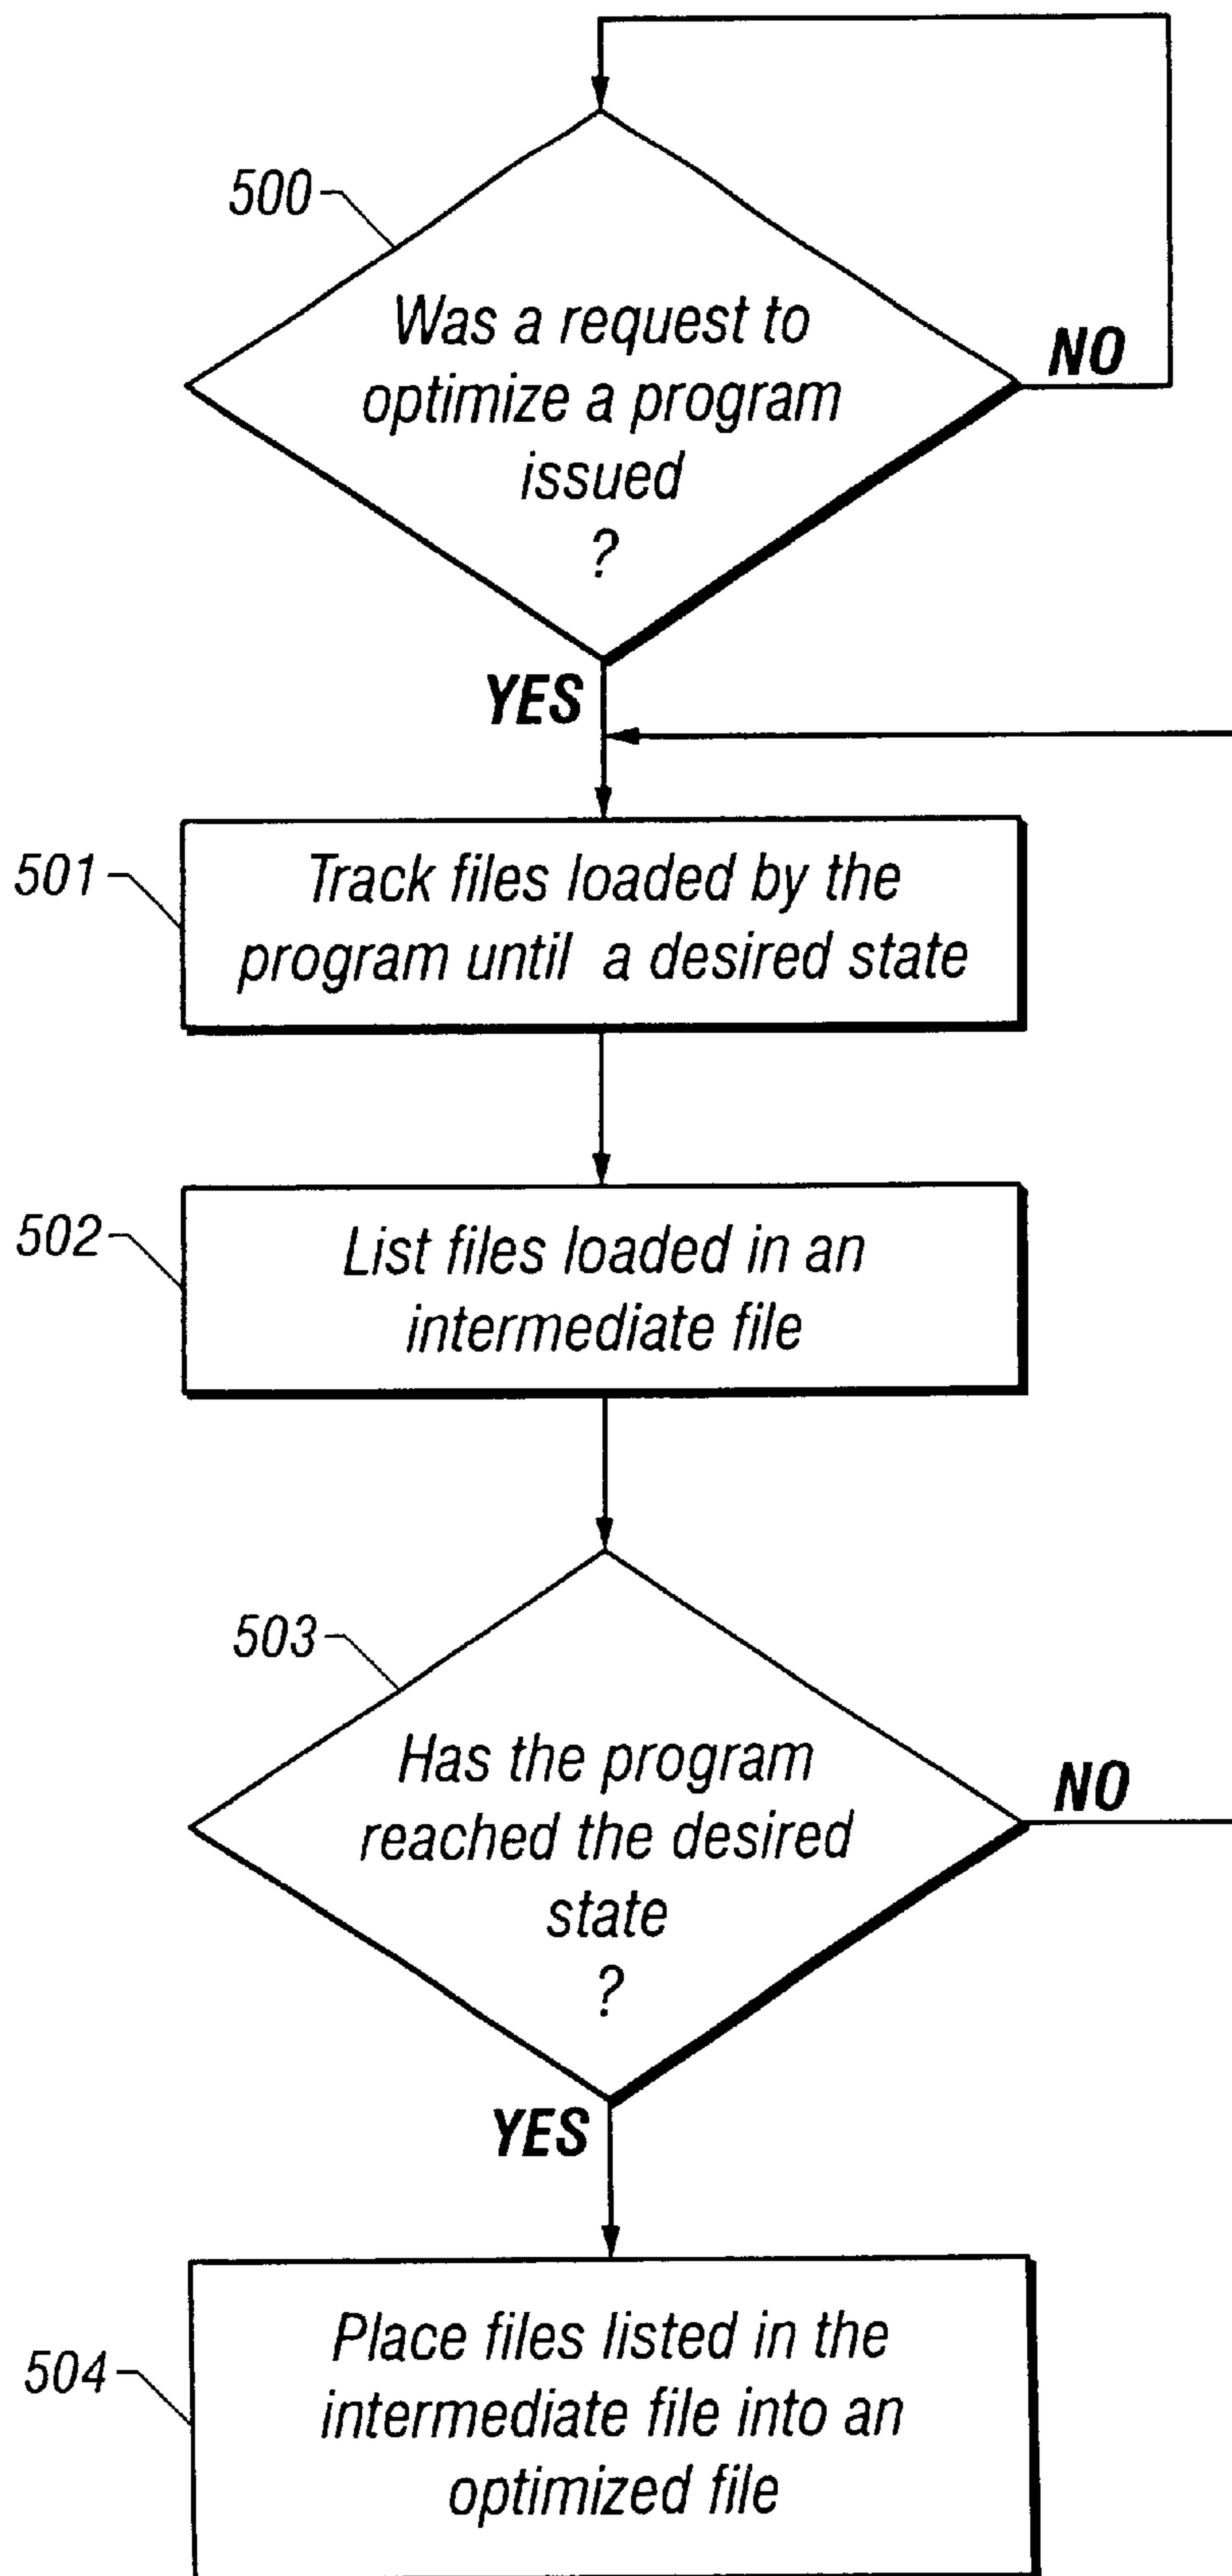 500
Was a request to
optimize a program
issued
?
NO
YES
501
Track files loaded by the
program until a desired state
502
List files loaded in an
intermediate file
503
Has the program
reached the desired
state
?
NO
YES
504
Place files listed in the
intermediate file into an
optimized file